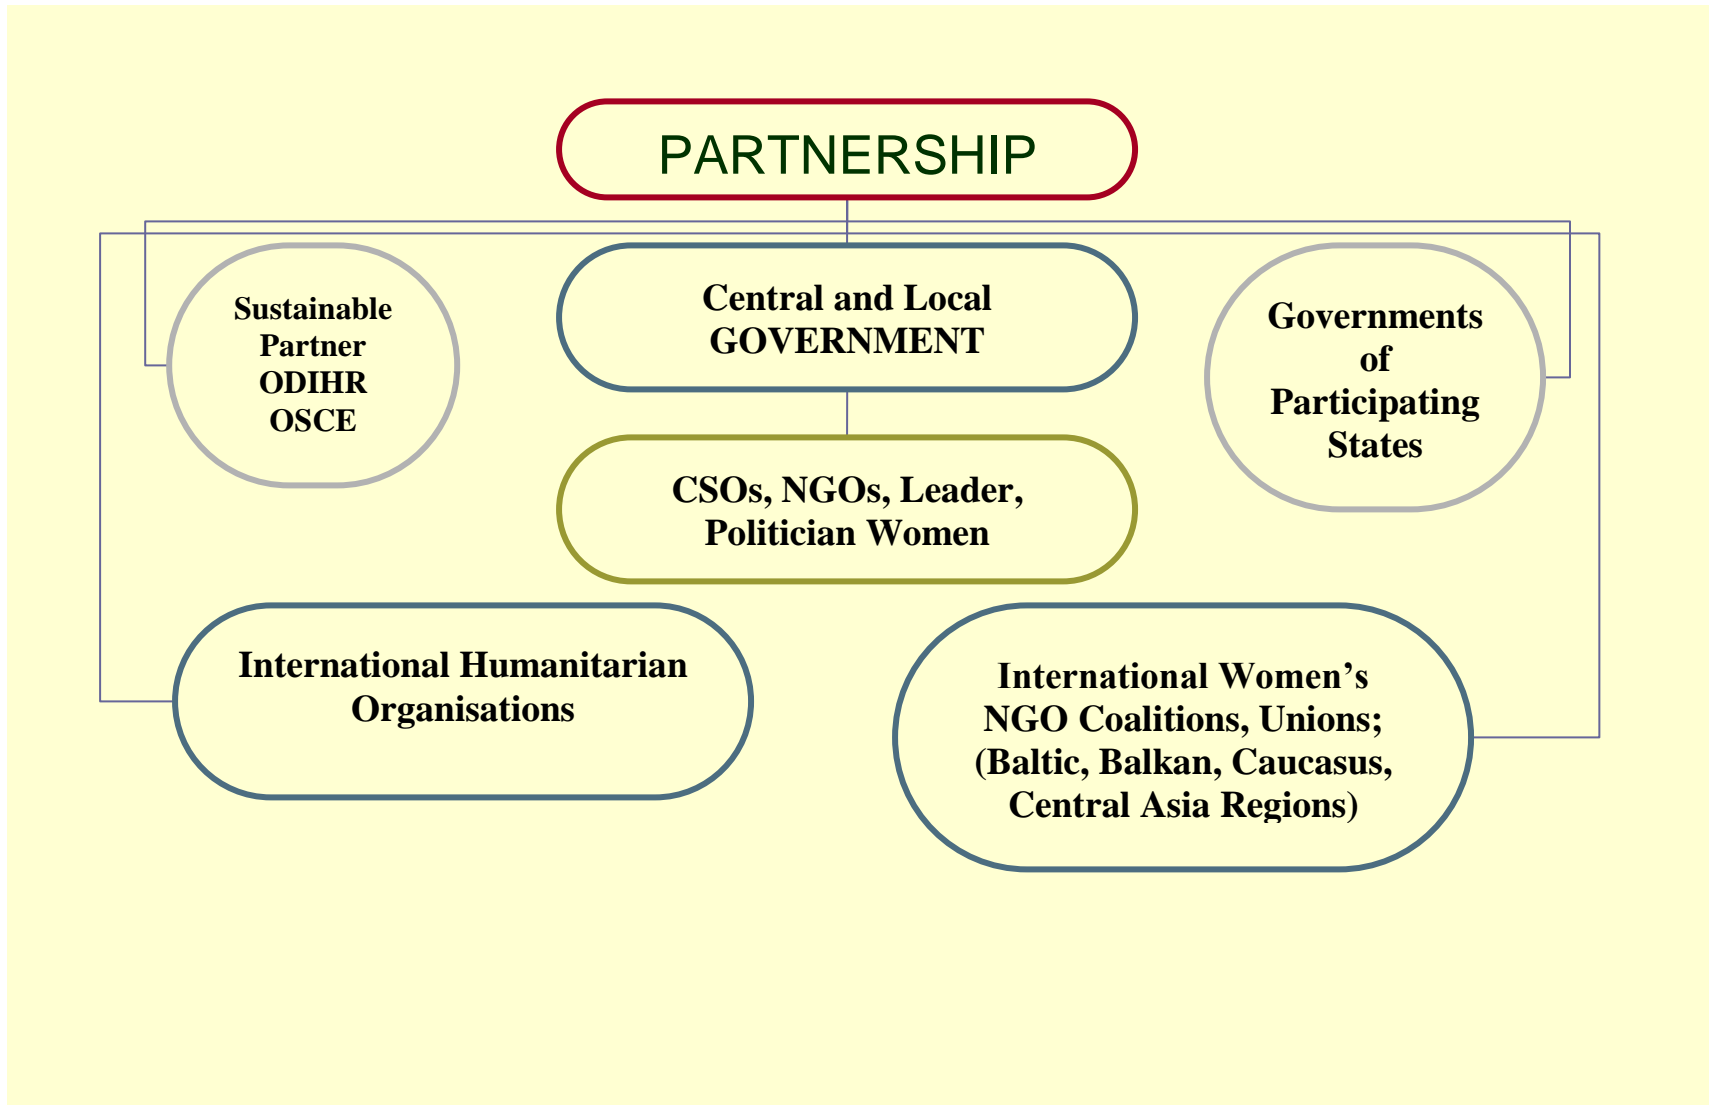 PARTNERSHIP
Sustainable
Partner
ODIHR
OSCE
Central and Local
GOVERNMENT
Governments
of
Participating
States
CSOs, NGOs, Leader,
Politician Women
International Humanitarian
Organisations
International Women’s
NGO Coalitions, Unions;
(Baltic, Balkan, Caucasus,
Central Asia Regions)